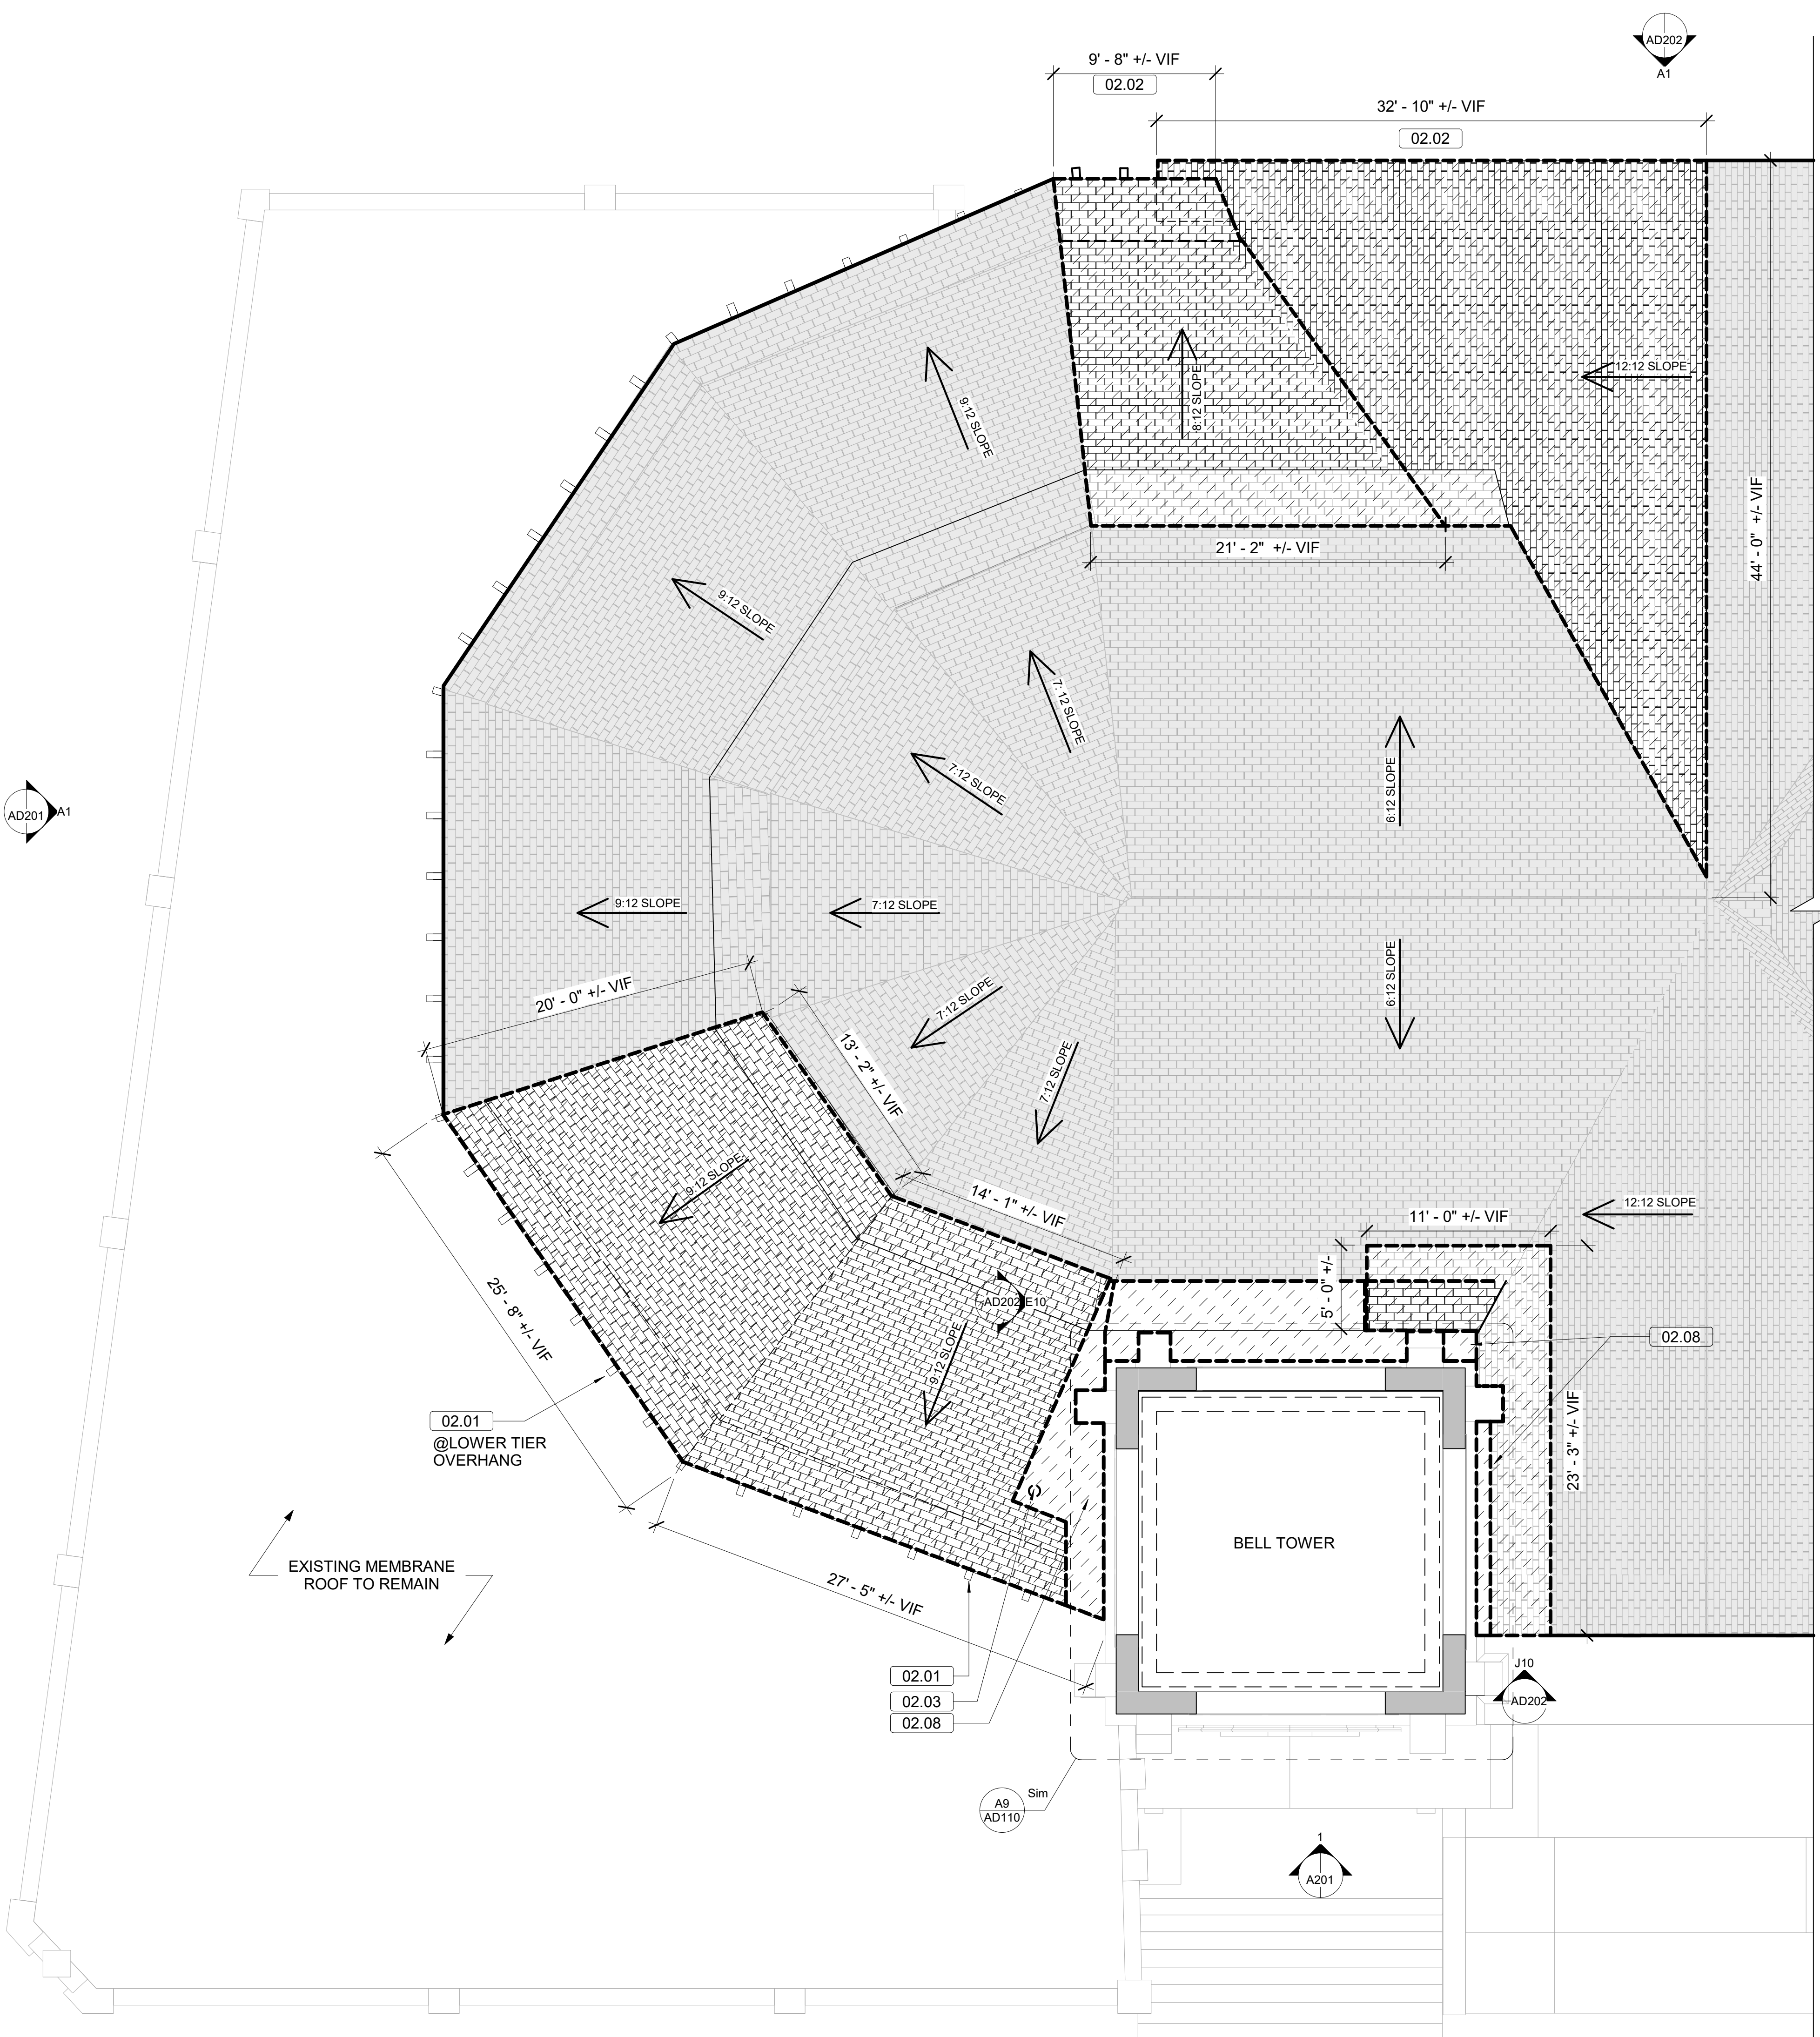 AD202
A1
9' - 8" +/- VIF
02.02
32' - 10" +/- VIF
02.02
12:12 SLOPE
8:12 SLOPE
9:12 SLOPE
44' - 0" +/- VIF
21' - 2" +/- VIF
9:12 SLOPE
7:12 SLOPE
7:12 SLOPE
6:12 SLOPE
AD201
A1
9:12 SLOPE
7:12 SLOPE
6:12 SLOPE
20' - 0" +/- VIF
7:12 SLOPE
13' - 2" +/- VIF
7:12 SLOPE
9:12 SLOPE
14' - 1" +/- VIF
12:12 SLOPE
11' - 0" +/- VIF
5' - 0" +/-
AD202
E10
25' - 8" +/- VIF
9:12 SLOPE
02.08
02.01
@LOWER TIER
OVERHANG
23' - 3" +/- VIF
BELL TOWER
EXISTING MEMBRANE
ROOF TO REMAIN
27' - 5" +/- VIF
02.01
02.03
02.08
J10
AD202
Sim
A9
AD110
1
A201